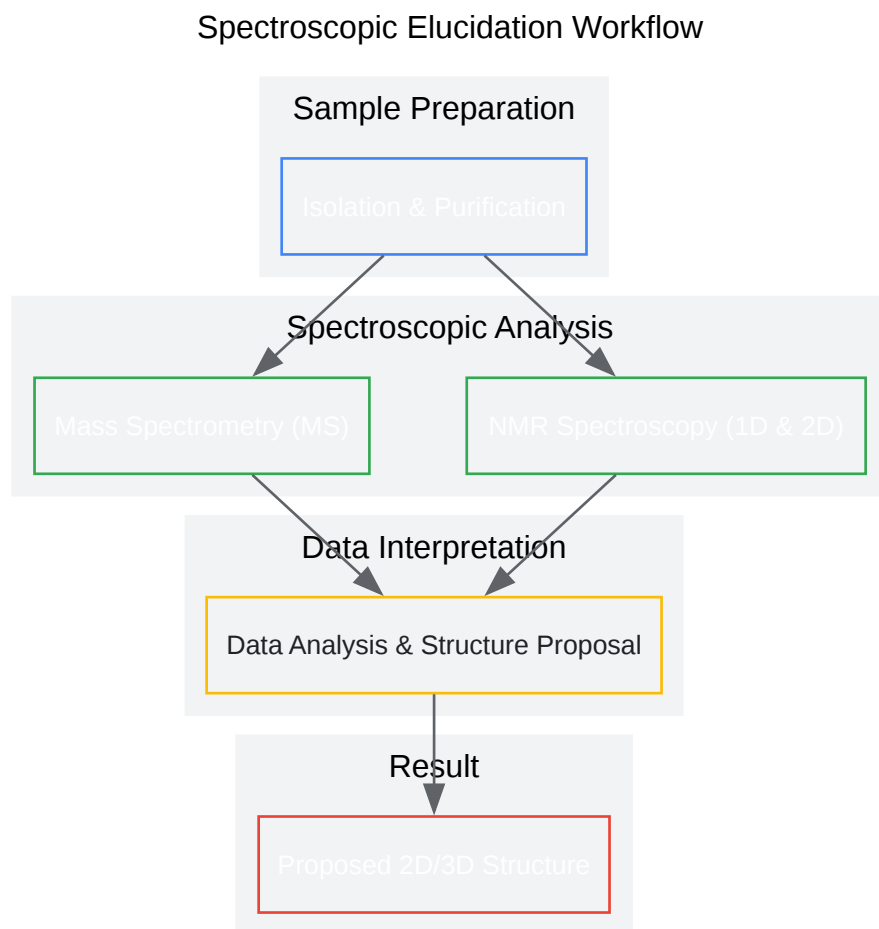 Spectroscopic Elucidation Workflow
Sample Preparation
Isolation & Purification
Spectroscopic Analysis
Mass Spectrometry (MS)
NMR Spectroscopy (1D & 2D)
Data Interpretation
Data Analysis & Structure Proposal
Result
Proposed 2D/3D Structure